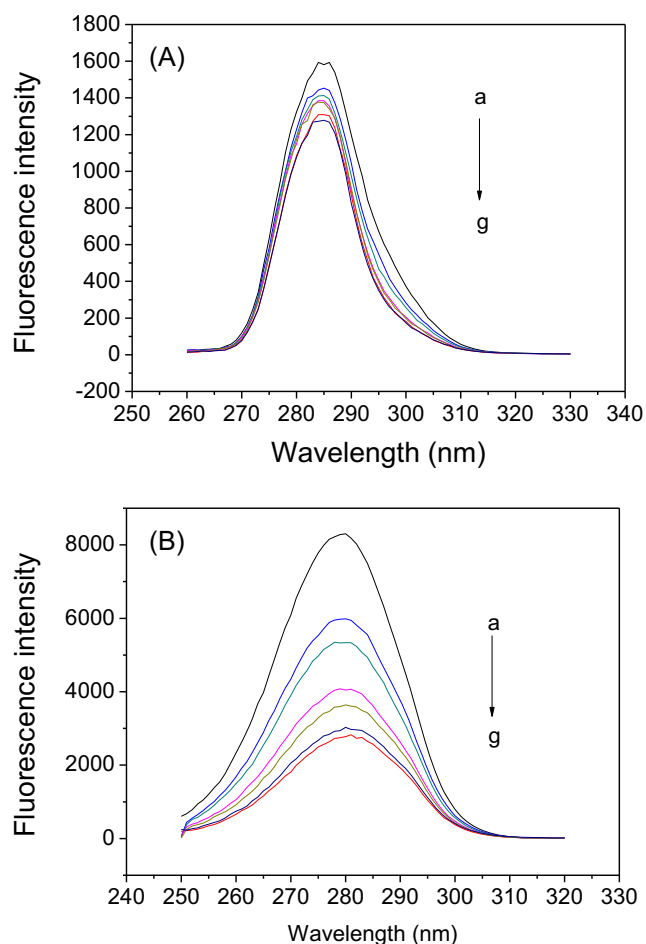 (A)
a
g
Fluorescence intensity
1800
1600
1400
1200
1000
800
600
400
200
0
-200
250 260 270 280 290 300 310 320 330 340
Wavelength (nm)
(B)
a
g
Fluorescence intensity
8000
6000
4000
2000
0
240 250 260 270 280 290 300 310 320 330
Wavelength (nm)